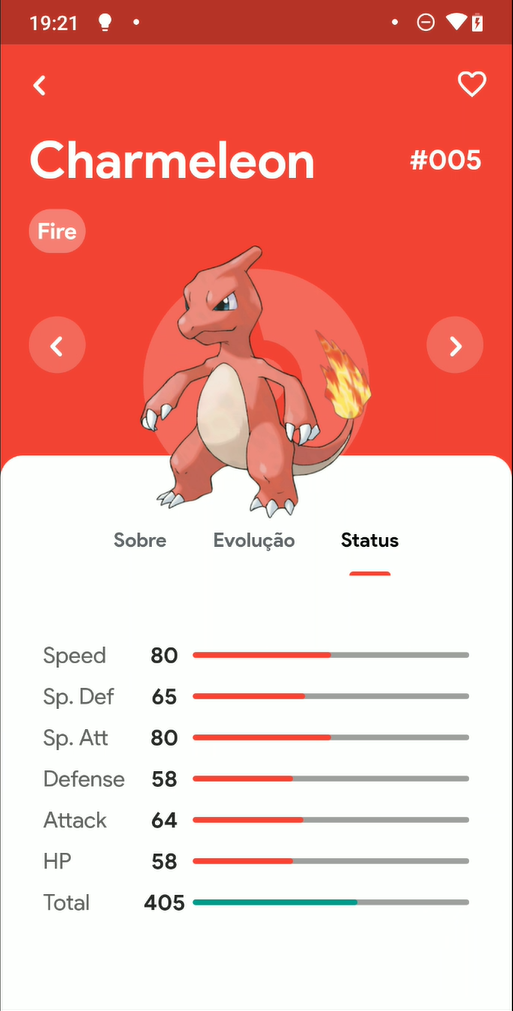 19:21
Charmeleon #005
Fire
Sobre Evolução Status
Speed 80
Sp. Def 65
Sp. Att 80
Defense 58
Attack 64
HP 58
Total 405